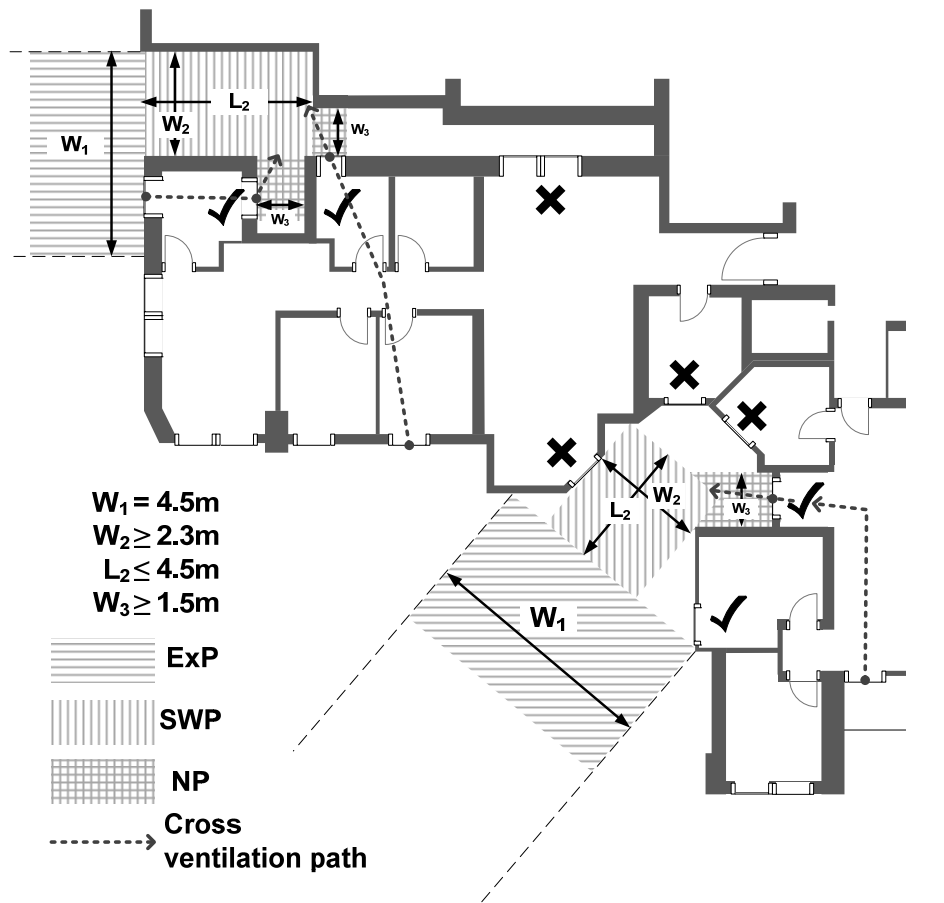 L₂
W₂
W₁
W₃
W₃
W₂
L₂
W₃
W₁
W₁ = 4.5m
W₂ ≥ 2.3m
L₂ ≤ 4.5m
W₃ ≥ 1.5m
ExP
SWP
NP
Cross
ventilation path